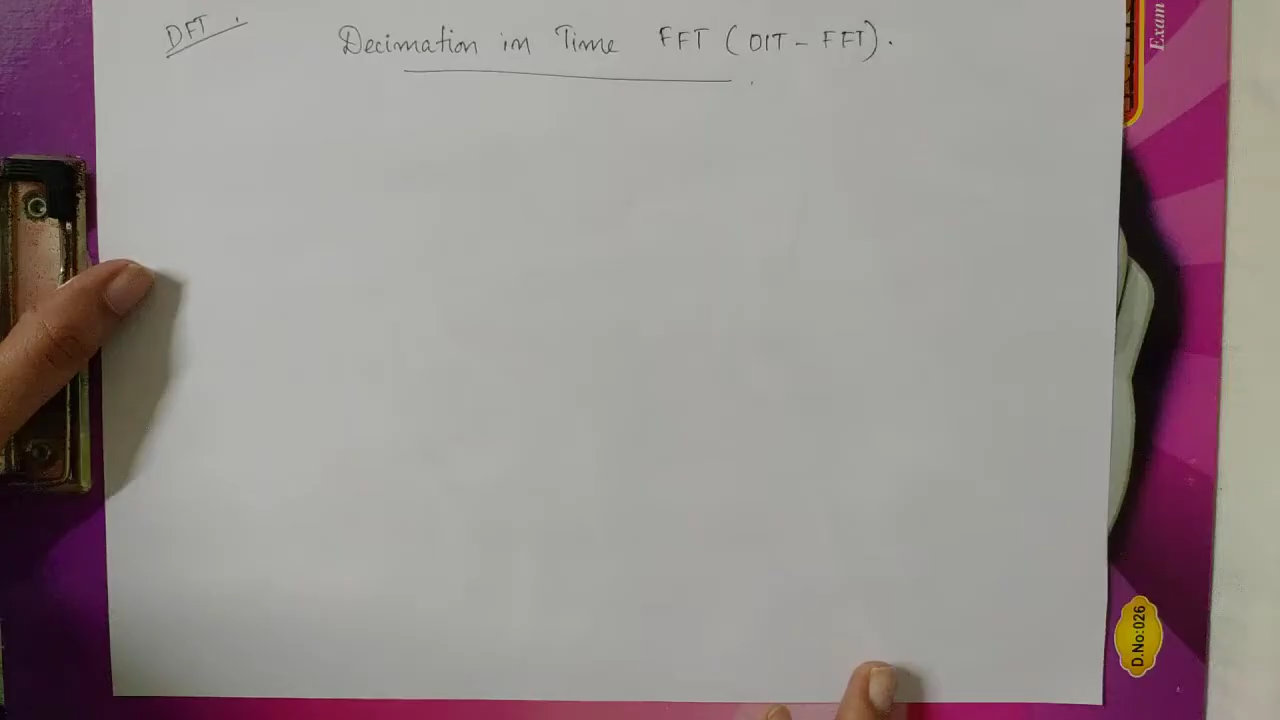 DFT.
Decimation in Time FFT (DIT - FFT).
Exam
D.No:026